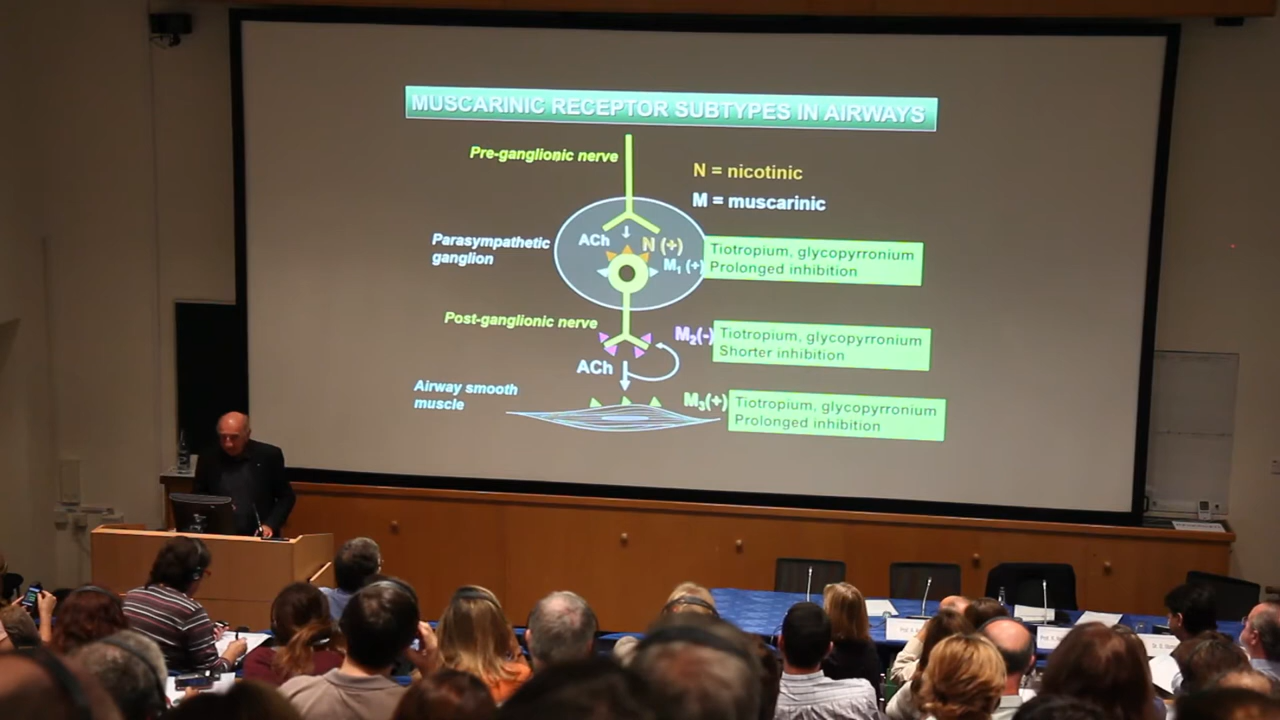 MUSCARINIC RECEPTOR SUBTYPES IN AIRWAYS
Pre-ganglionic nerve
N = nicotinic
M = muscarinic
Parasympathetic
ganglion
ACh
N (+)
M₁ (+)
Tiotropium, glycopyrronium
Prolonged inhibition
Post-ganglionic nerve
M₂(-)
Tiotropium, glycopyrronium
Shorter inhibition
ACh
Airway smooth
muscle
M₃(+)
Tiotropium, glycopyrronium
Prolonged inhibition